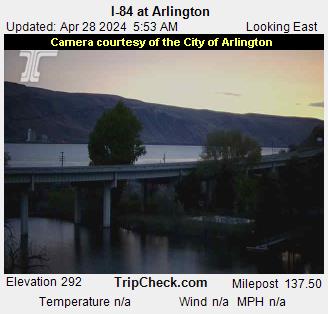 I-84 at Arlington
Updated: Apr 28 2024 5:53 AM Looking East
Camera courtesy of the City of Arlington
Elevation 292 TripCheck.com Milepost 137.50
Temperature n/a Wind n/a MPH n/a